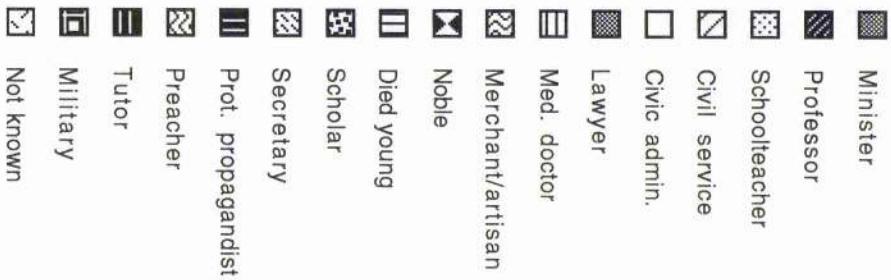 Minister
Professor
Schoolteacher
Civil service
Civic admin.
Lawyer
Med. doctor
Merchant/artisan
Noble
Died young
Scholar
Secretary
Prot. propagandist
Preacher
Tutor
Military
Not known